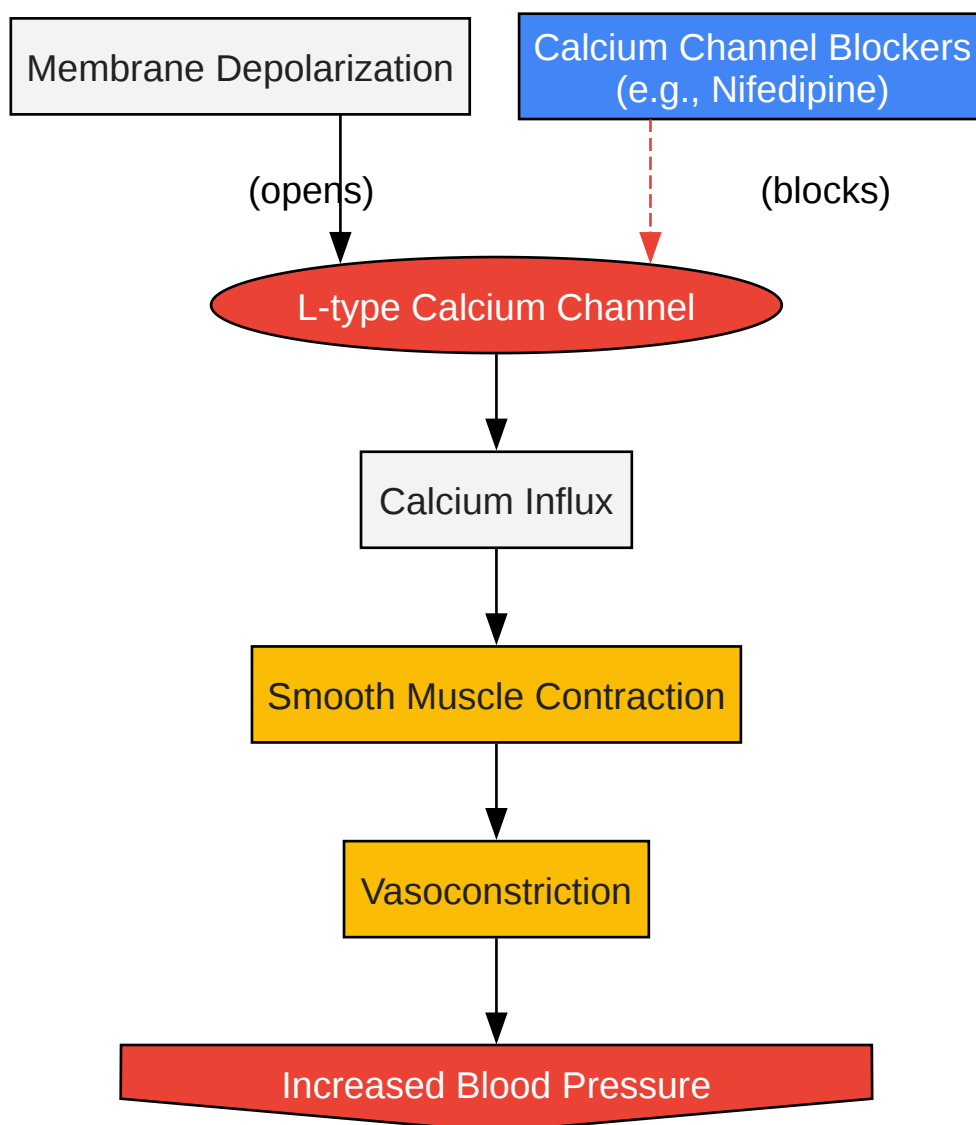 Membrane Depolarization
Calcium Channel Blockers
(e.g., Nifedipine)
(opens)
(blocks)
L-type Calcium Channel
Calcium Influx
Smooth Muscle Contraction
Vasoconstriction
Increased Blood Pressure